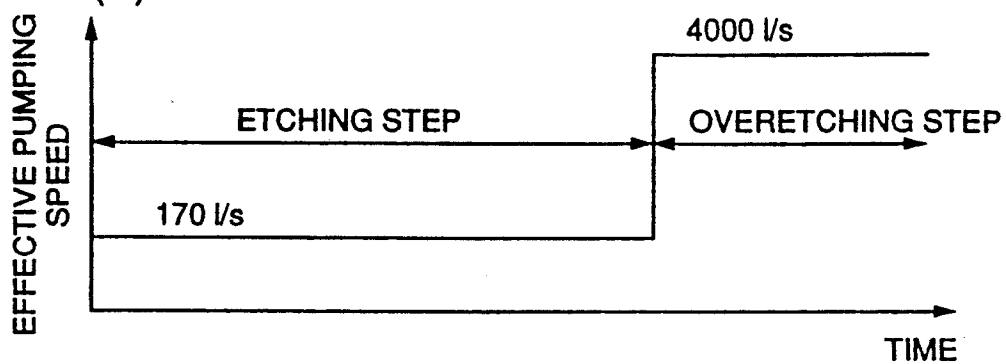 4000 l/s
EFFECTIVE PUMPING
SPEED
ETCHING STEP
OVERETCHING STEP
170 l/s
TIME